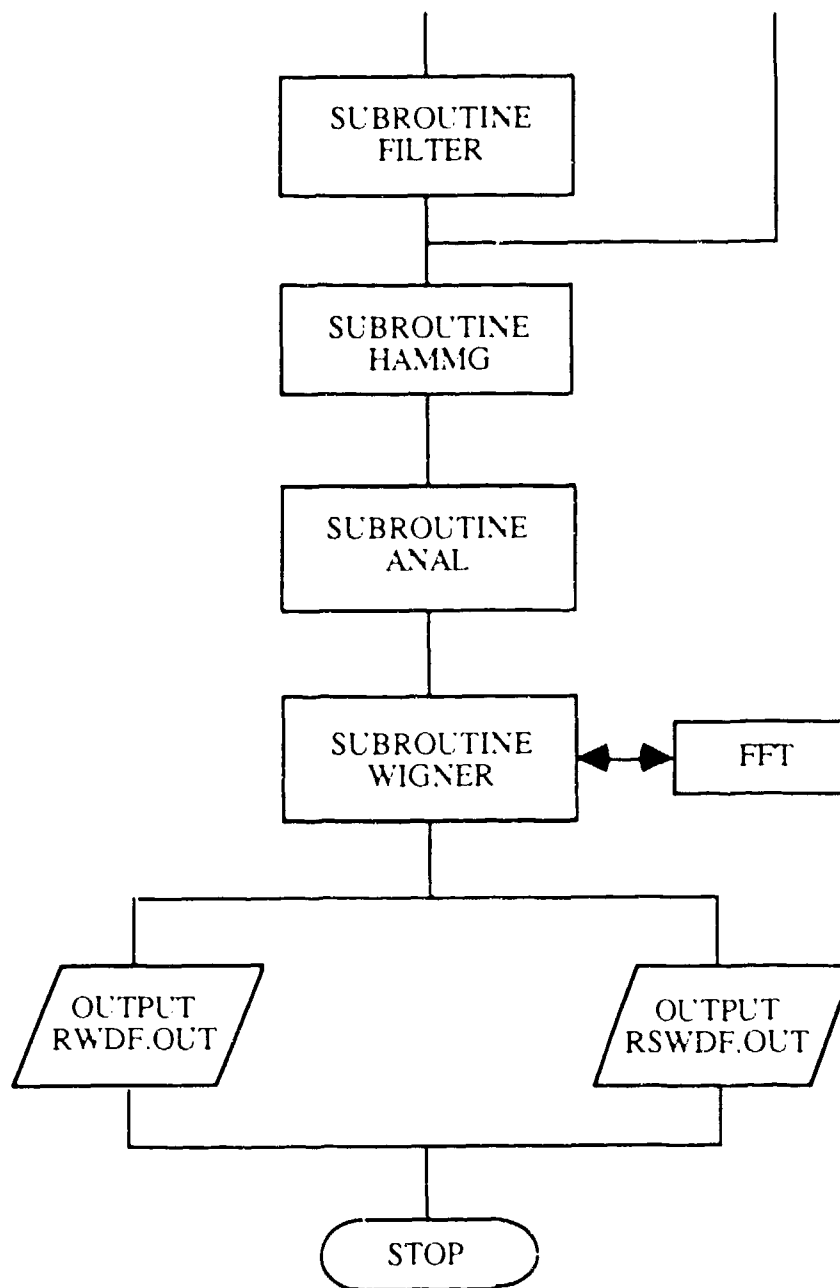 SUBROUTINE
FILTER
SUBROUTINE
HAMMG
SUBROUTINE
ANAL
SUBROUTINE
WIGNER
FFT
OUTPUT
RWDF.OUT
OUTPUT
RSWDF.OUT
STOP